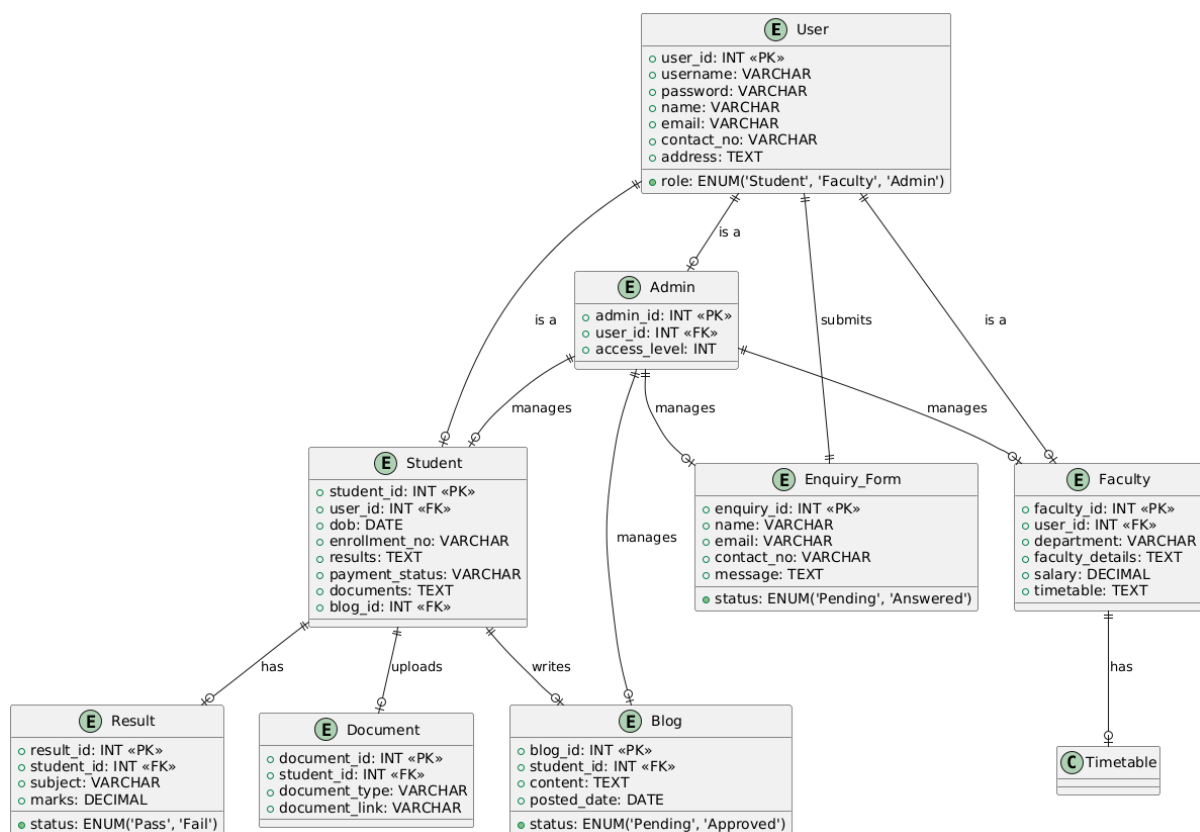 E User
user_id: INT «PK»
username: VARCHAR
password: VARCHAR
name: VARCHAR
email: VARCHAR
contact_no: VARCHAR
address: TEXT
role: ENUM('Student', 'Faculty', 'Admin')
is a
is a
submits
is a
E Admin
admin_id: INT «PK»
user_id: INT «FK»
access_level: INT
manages
manages
manages
manages
E Student
student_id: INT «PK»
user_id: INT «FK»
dob: DATE
enrollment_no: VARCHAR
results: TEXT
payment_status: VARCHAR
documents: TEXT
blog_id: INT «FK»
E Enquiry_Form
enquiry_id: INT «PK»
name: VARCHAR
email: VARCHAR
contact_no: VARCHAR
message: TEXT
status: ENUM('Pending', 'Answered')
E Faculty
faculty_id: INT «PK»
user_id: INT «FK»
department: VARCHAR
faculty_details: TEXT
salary: DECIMAL
timetable: TEXT
has
uploads
writes
has
E Result
result_id: INT «PK»
student_id: INT «FK»
subject: VARCHAR
marks: DECIMAL
status: ENUM('Pass', 'Fail')
E Document
document_id: INT «PK»
student_id: INT «FK»
document_type: VARCHAR
document_link: VARCHAR
E Blog
blog_id: INT «PK»
student_id: INT «FK»
content: TEXT
posted_date: DATE
status: ENUM('Pending', 'Approved')
C Timetable